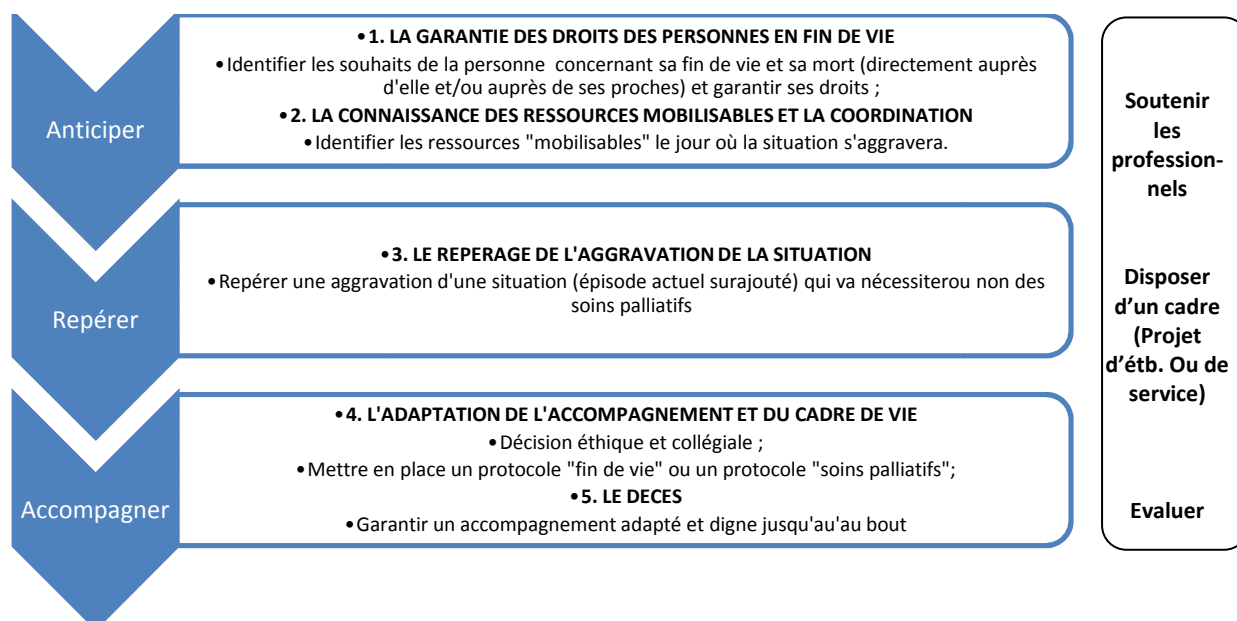 Anticiper
•1. LA GARANTIE DES DROITS DES PERSONNES EN FIN DE VIE
•Identifier les souhaits de la personne concernant sa fin de vie et sa mort (directement auprès
d'elle et/ou auprès de ses proches) et garantir ses droits ;
•2. LA CONNAISSANCE DES RESSOURCES MOBILISABLES ET LA COORDINATION
•Identifier les ressources "mobilisables" le jour où la situation s'aggravera.
Repérer
•3. LE REPERAGE DE L'AGGRAVATION DE LA SITUATION
•Repérer une aggravation d'une situation (épisode actuel surajouté) qui va nécessiterou non des
soins palliatifs
Accompagner
•4. L'ADAPTATION DE L'ACCOMPAGNEMENT ET DU CADRE DE VIE
•Décision éthique et collégiale ;
•Mettre en place un protocole "fin de vie" ou un protocole "soins palliatifs";
•5. LE DECES
•Garantir un accompagnement adapté et digne jusqu'au'au bout
Soutenir
les
profession-
nels
Disposer
d'un cadre
(Projet
d'étb. Ou de
service)
Evaluer